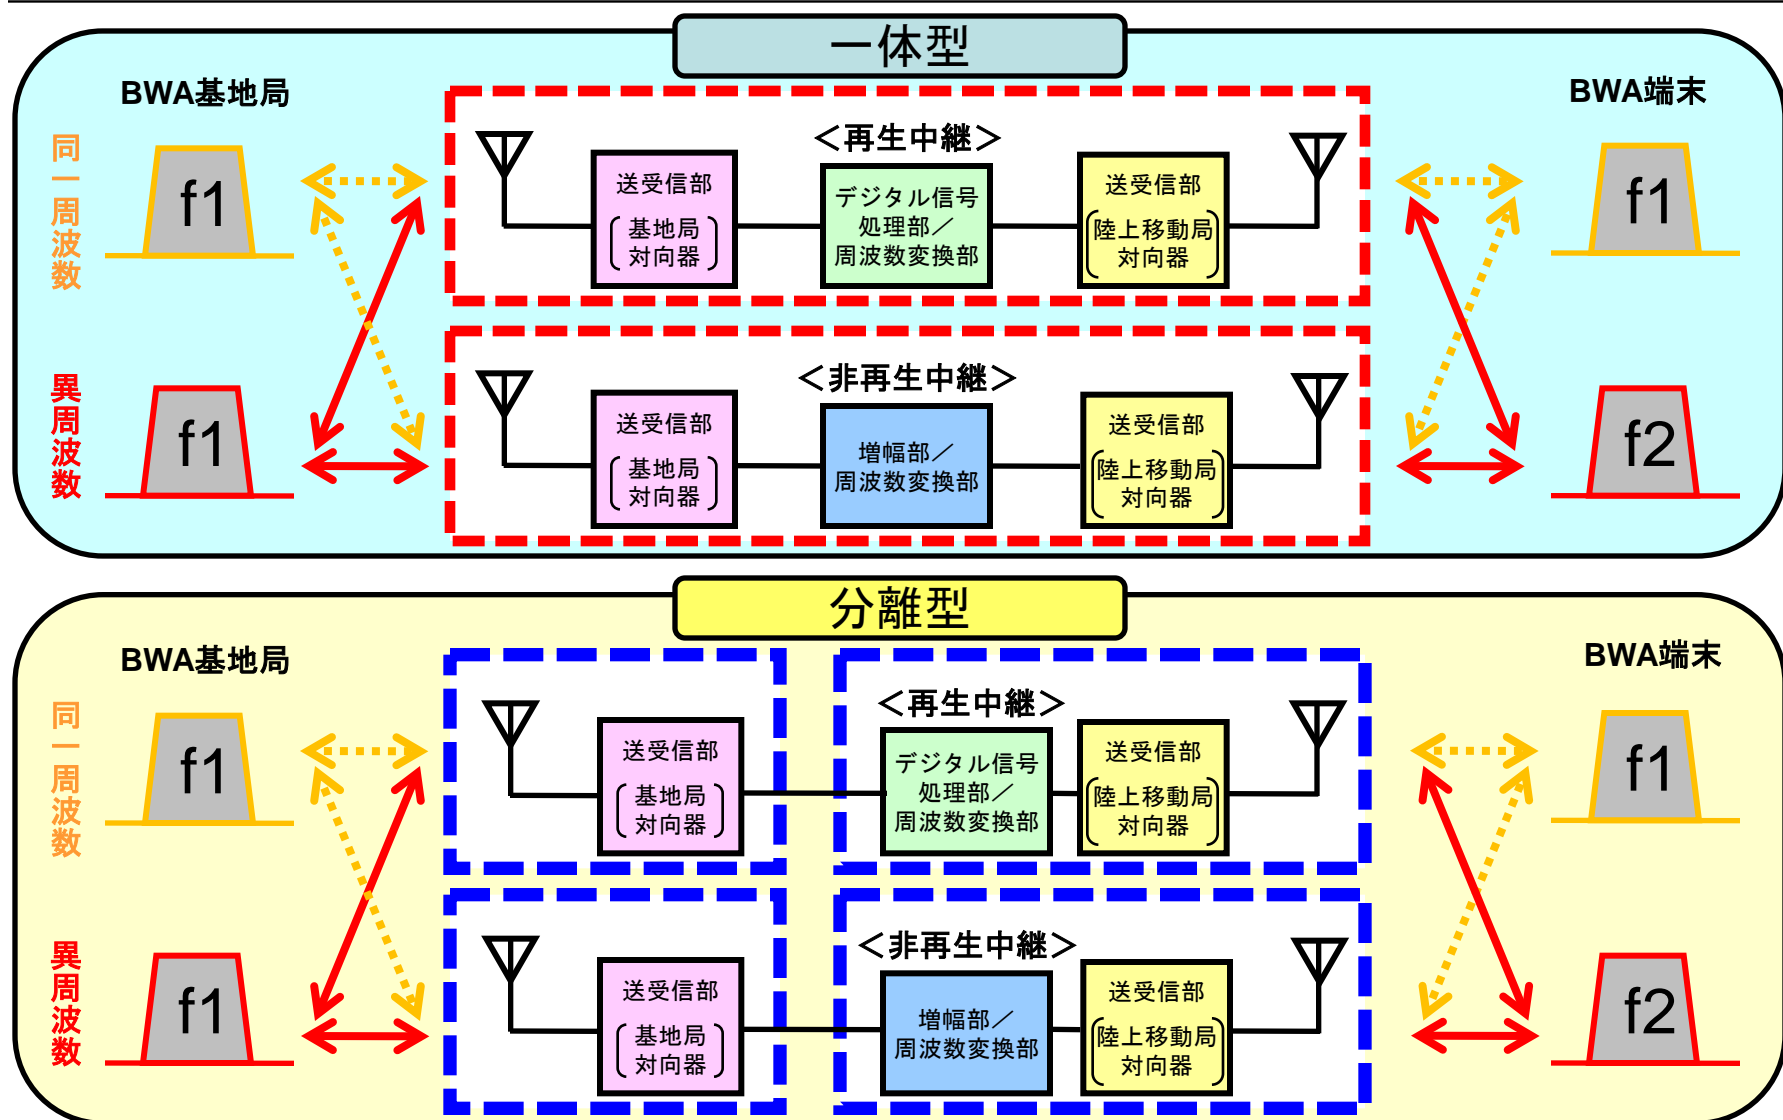 一体型
BWA基地局
BWA端末
同一周波数
f1
＜再生中継＞
送受信部
基地局
対向器
デジタル信号
処理部／
周波数変換部
送受信部
陸上移動局
対向器
f1
異周波数
f1
＜非再生中継＞
送受信部
基地局
対向器
増幅部／
周波数変換部
送受信部
陸上移動局
対向器
f2
分離型
BWA基地局
BWA端末
同一周波数
f1
＜再生中継＞
送受信部
基地局
対向器
デジタル信号
処理部／
周波数変換部
送受信部
陸上移動局
対向器
f1
異周波数
f1
＜非再生中継＞
送受信部
基地局
対向器
増幅部／
周波数変換部
送受信部
陸上移動局
対向器
f2